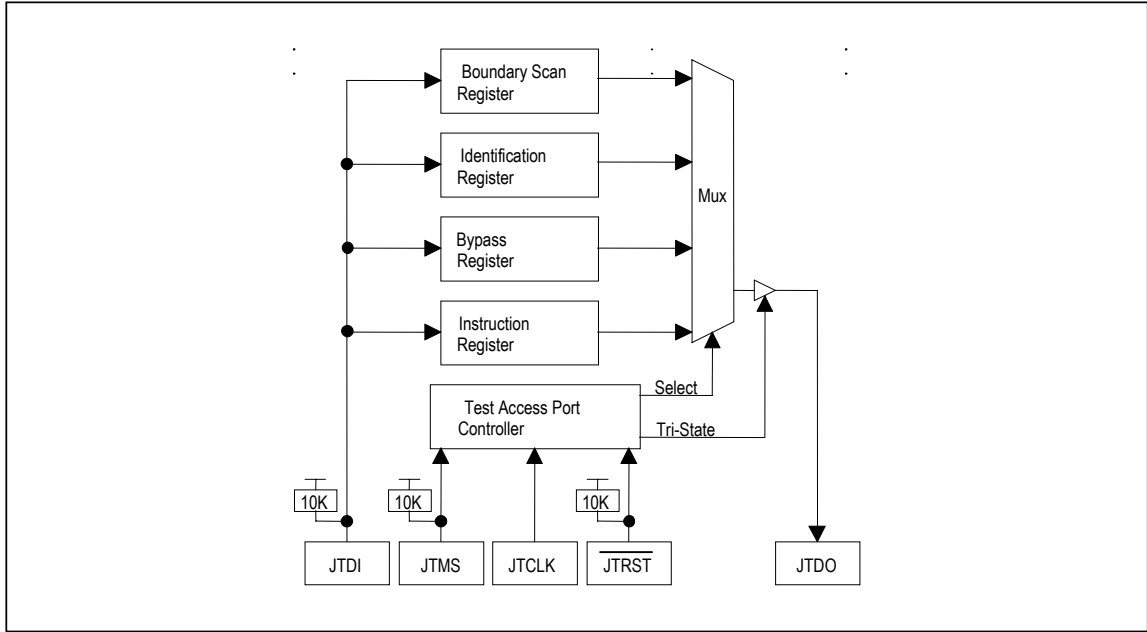 Boundary Scan
Register
Identification
Register
Mux
Bypass
Register
Instruction
Register
Select
Test Access Port
Controller
Tri-State
10K
10K
10K
JTDI
JTMS
JTCLK
JTRST
JTDO